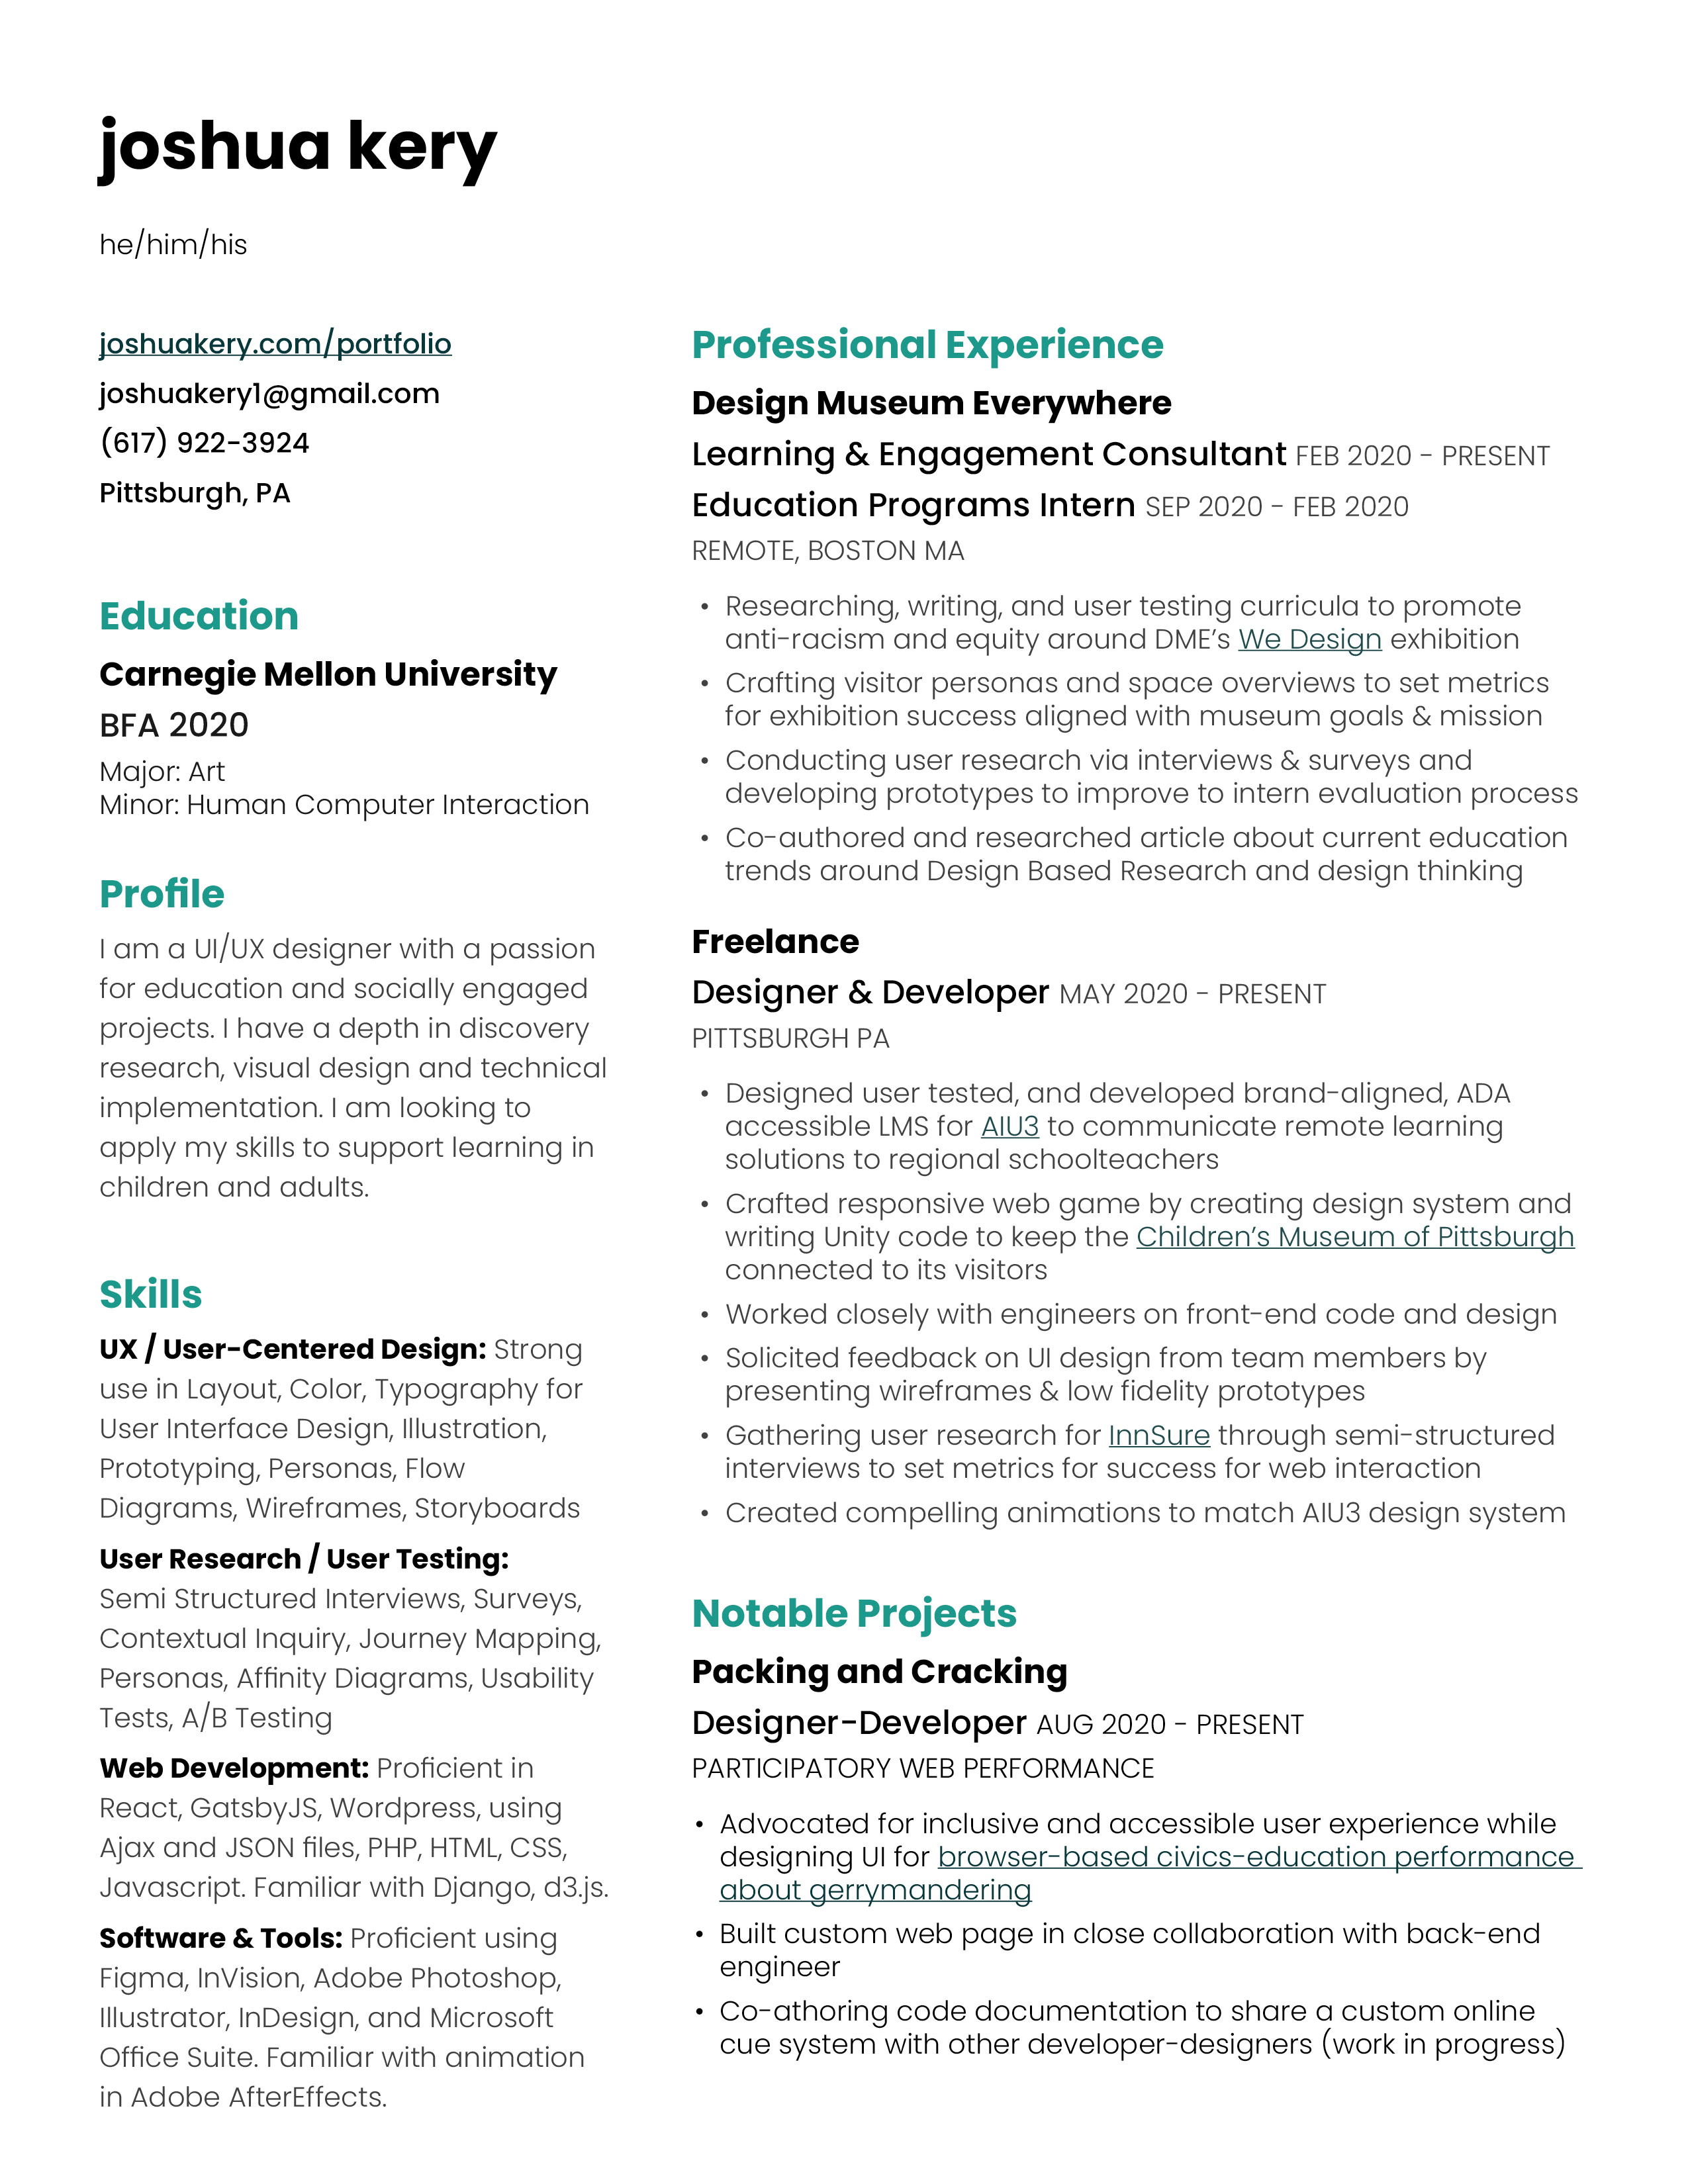 joshua kery
he/him/his
joshuakery.com/portfolio
joshuakery1@gmail.com
(617) 922-3924
Pittsburgh, PA
Education
Carnegie Mellon University
BFA 2020
Major: Art
Minor: Human Computer Interaction
Profile
I am a UI/UX designer with a passion
for education and socially engaged
projects. I have a depth in discovery
research, visual design and technical
implementation. I am looking to
apply my skills to support learning in
children and adults.
Skills
UX / User-Centered Design: Strong
use in Layout, Color, Typography for
User Interface Design, Illustration,
Prototyping, Personas, Flow
Diagrams, Wireframes, Storyboards
User Research / User Testing:
Semi Structured Interviews, Surveys,
Contextual Inquiry, Journey Mapping,
Personas, Affinity Diagrams, Usability
Tests, A/B Testing
Web Development: Proficient in
React, GatsbyJS, Wordpress, using
Ajax and JSON files, PHP, HTML, CSS,
Javascript. Familiar with Django, d3.js.
Software & Tools: Proficient using
Figma, InVision, Adobe Photoshop,
Illustrator, InDesign, and Microsoft
Office Suite. Familiar with animation
in Adobe AfterEffects.
Professional Experience
Design Museum Everywhere
Learning & Engagement Consultant FEB 2020 - PRESENT
Education Programs Intern SEP 2020 - FEB 2020
REMOTE, BOSTON MA
• Researching, writing, and user testing curricula to promote
anti-racism and equity around DME’s We Design exhibition
• Crafting visitor personas and space overviews to set metrics
for exhibition success aligned with museum goals & mission
• Conducting user research via interviews & surveys and
developing prototypes to improve to intern evaluation process
• Co-authored and researched article about current education
trends around Design Based Research and design thinking
Freelance
Designer & Developer MAY 2020 - PRESENT
PITTSBURGH PA
• Designed user tested, and developed brand-aligned, ADA
accessible LMS for AIU3 to communicate remote learning
solutions to regional schoolteachers
• Crafted responsive web game by creating design system and
writing Unity code to keep the Children’s Museum of Pittsburgh
connected to its visitors
• Worked closely with engineers on front-end code and design
• Solicited feedback on UI design from team members by
presenting wireframes & low fidelity prototypes
• Gathering user research for InnSure through semi-structured
interviews to set metrics for success for web interaction
• Created compelling animations to match AIU3 design system
Notable Projects
Packing and Cracking
Designer-Developer AUG 2020 - PRESENT
PARTICIPATORY WEB PERFORMANCE
• Advocated for inclusive and accessible user experience while
designing UI for browser-based civics-education performance
about gerrymandering
• Built custom web page in close collaboration with back-end
engineer
• Co-athoring code documentation to share a custom online
cue system with other developer-designers (work in progress)